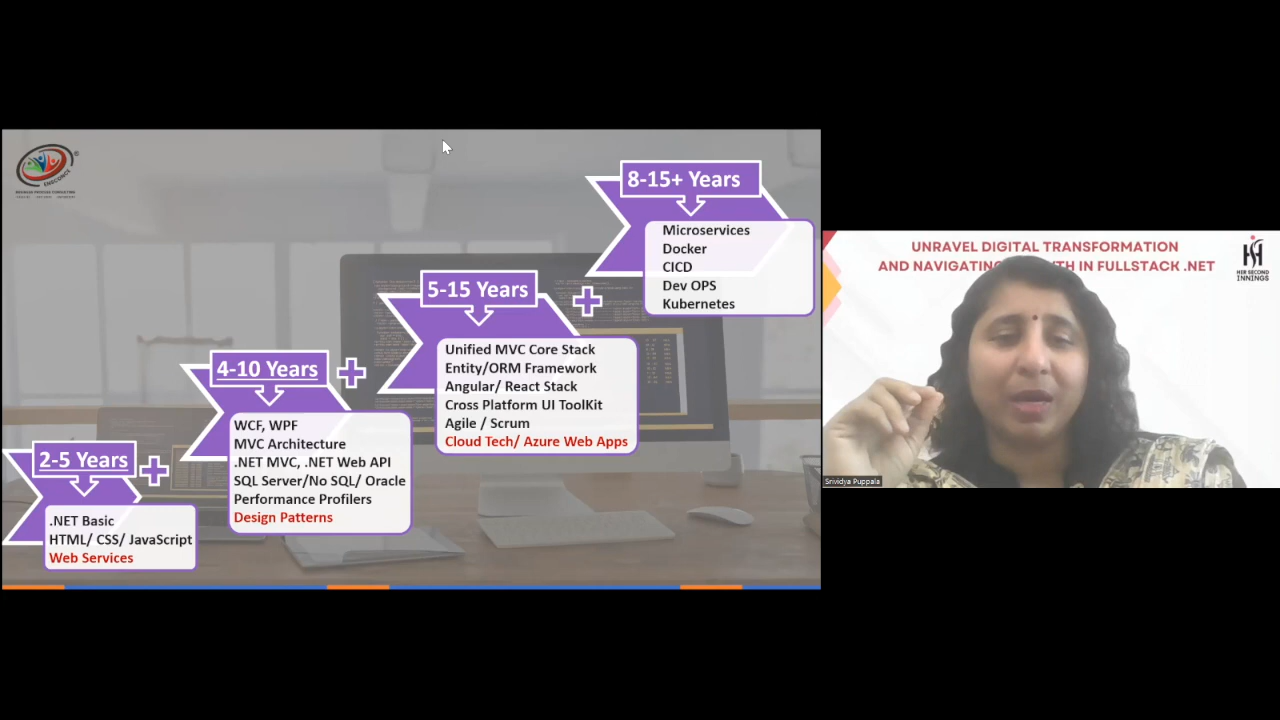 ENSCONCE
8-15+ Years
Microservices
Docker
CICD
Dev OPS
Kubernetes
5-15 Years
Unified MVC Core Stack
Entity/ORM Framework
Angular/ React Stack
Cross Platform UI ToolKit
Agile / Scrum
Cloud Tech/ Azure Web Apps
4-10 Years
WCF, WPF
MVC Architecture
.NET MVC, .NET Web API
SQL Server/No SQL/ Oracle
Performance Profilers
Design Patterns
2-5 Years
.NET Basic
HTML/ CSS/ JavaScript
Web Services
UNRAVEL DIGITAL TRANSFORMATION
AND NAVIGATING TH IN FULLSTACK .NET
HER SECOND
INNINGS
Srividya Puppala